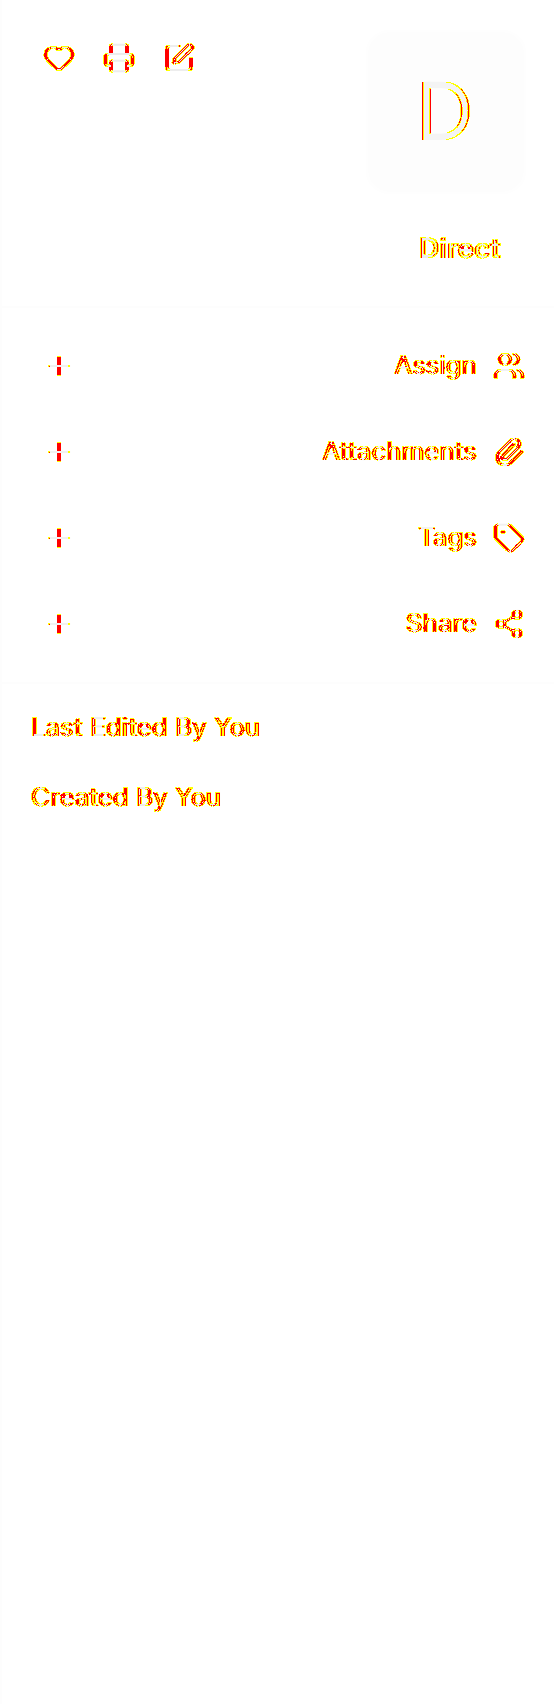 D
Direct
Assign
Attachments
Tags
Share
Last Edited By You
Created By You